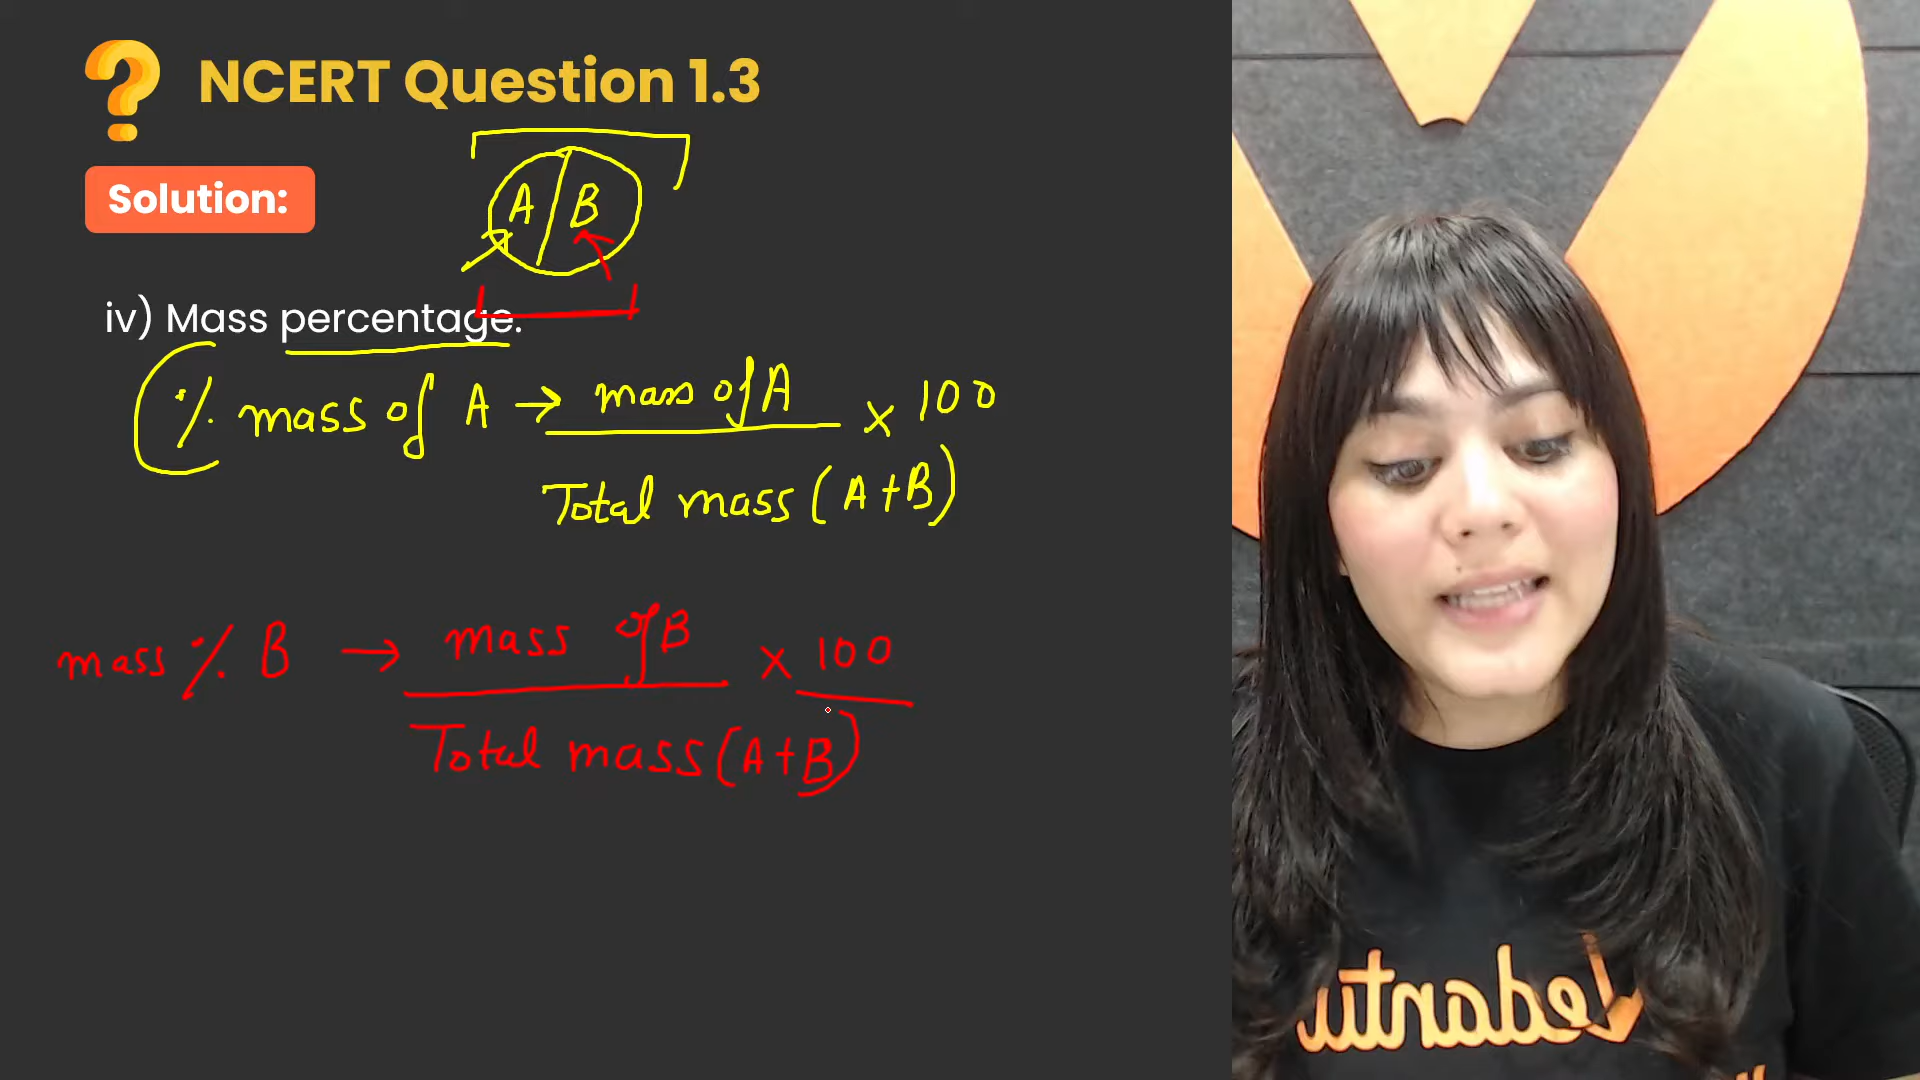 NCERT Question 1.3
Solution:
A / B
iv) Mass percentage.
% mass of A → mass of A × 100
Total mass (A+B)
mass % B → mass of B × 100
Total mass (A+B)
Vedantu